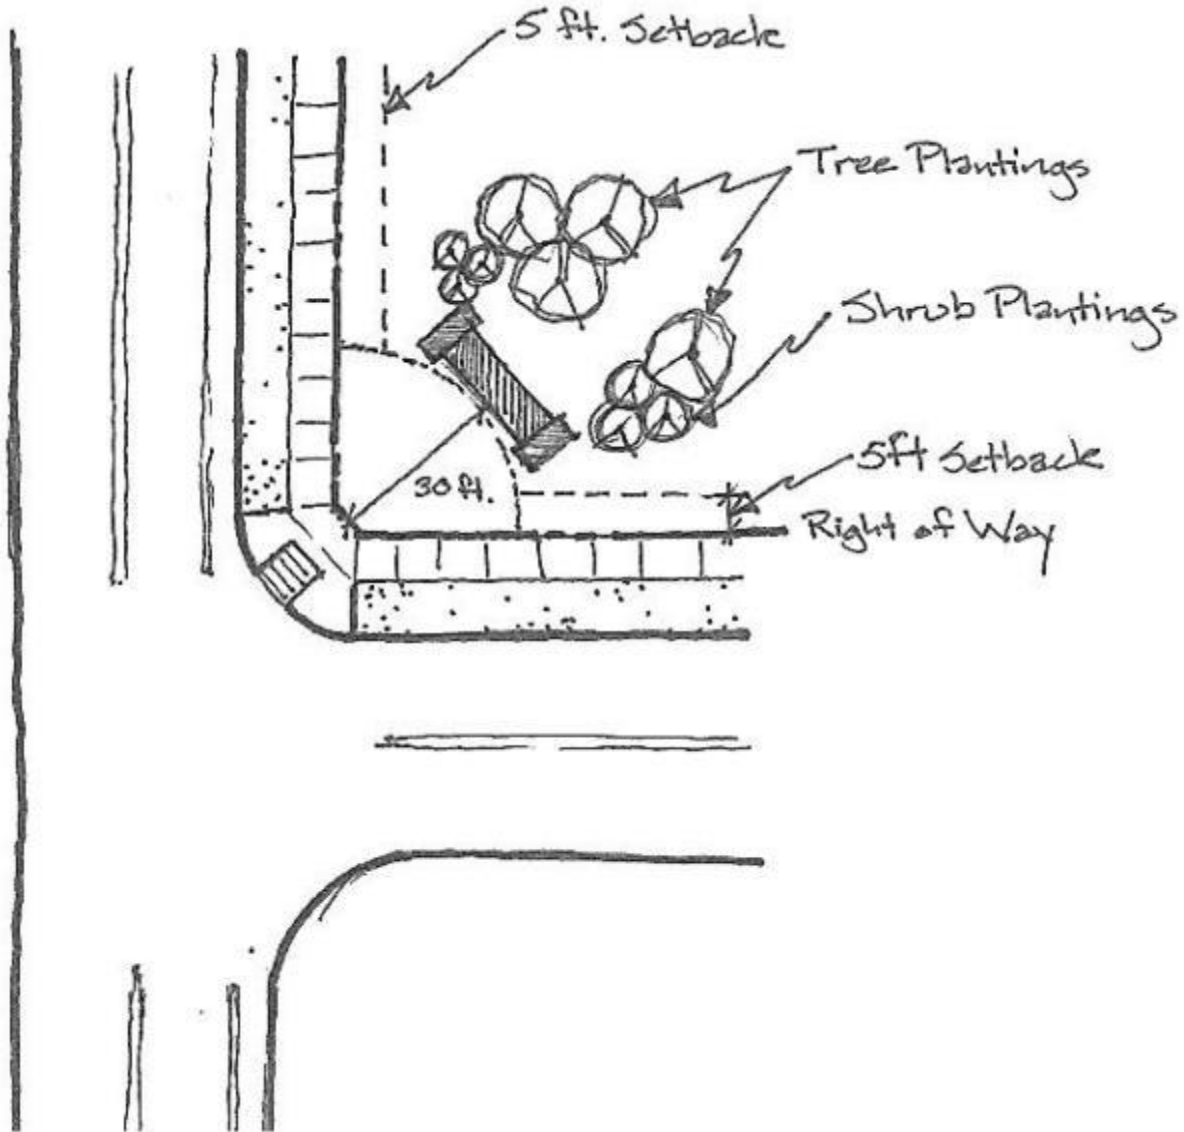 5 ft. Setback
Tree Plantings
Shrub Plantings
5ft Setback
30 ft.
Right of Way